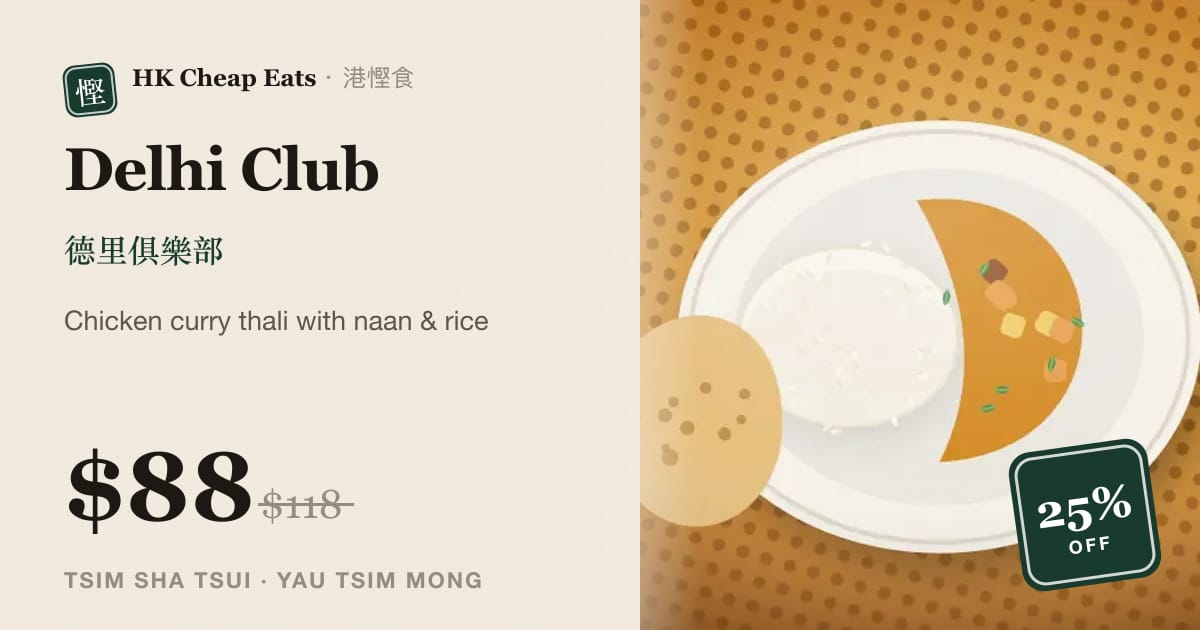 慳 HK Cheap Eats · 港慳食
Delhi Club
德里俱樂部
Chicken curry thali with naan & rice
$88 $118
TSIM SHA TSUI · YAU TSIM MONG
25%
OFF